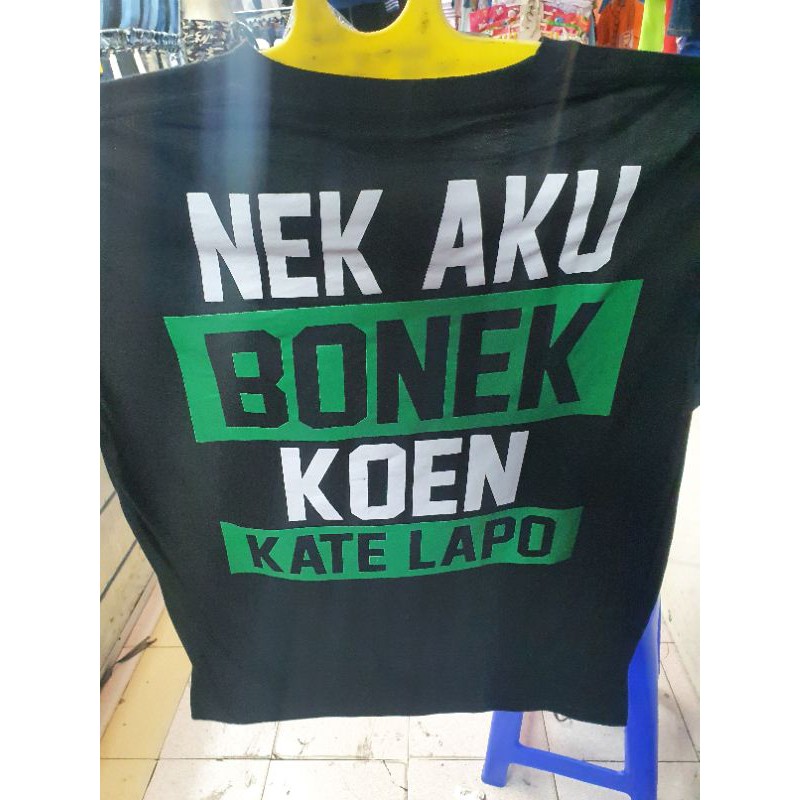 NEK AKU
BONEK
KOEN
KATE LAPO